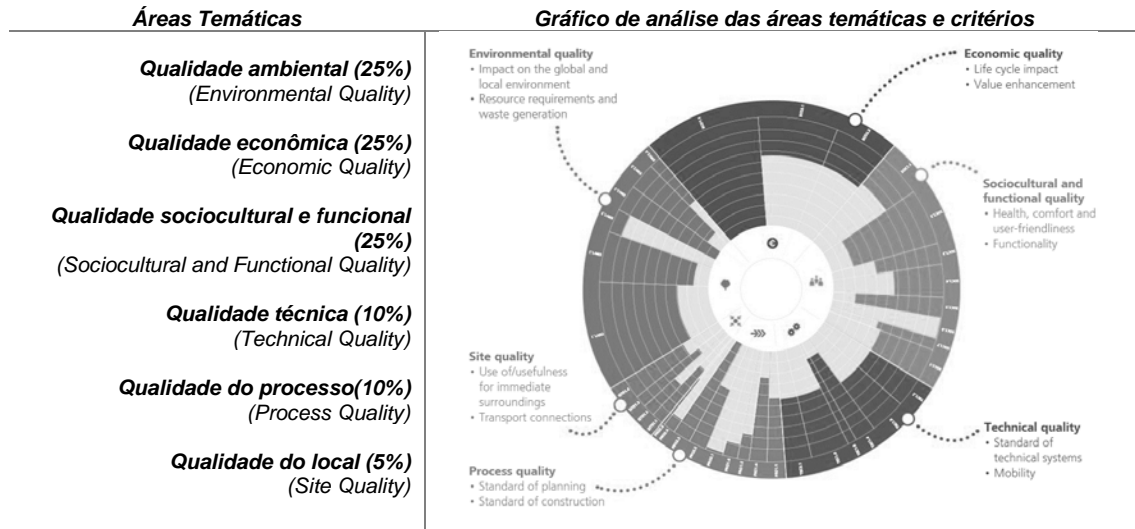 Áreas Temáticas
Gráfico de análise das áreas temáticas e critérios
Qualidade ambiental (25%)
(Environmental Quality)
Qualidade econômica (25%)
(Economic Quality)
Qualidade sociocultural e funcional
(25%)
(Sociocultural and Functional Quality)
Qualidade técnica (10%)
(Technical Quality)
Qualidade do processo(10%)
(Process Quality)
Qualidade do local (5%)
(Site Quality)
Environmental quality
• Impact on the global and
local environment
• Resource requirements and
waste generation
Economic quality
• Life cycle impact
• Value enhancement
Sociocultural and
functional quality
• Health, comfort and
user-friendliness
• Functionality
Site quality
• Use of/usefulness
for immediate
surroundings
• Transport connections
Technical quality
• Standard of
technical systems
• Mobility
Process quality
• Standard of planning
• Standard of construction